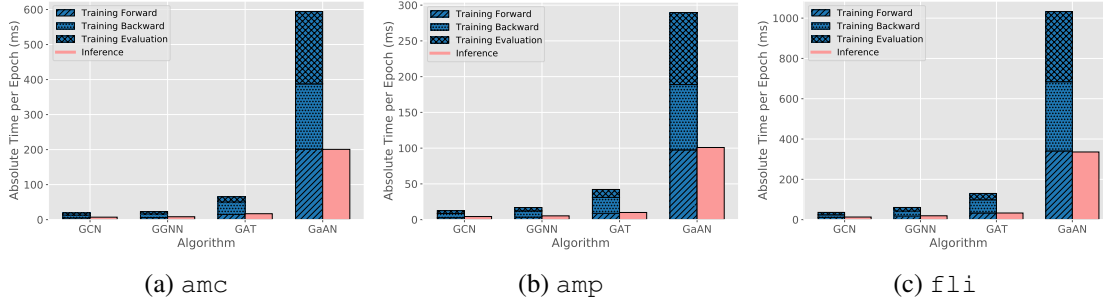 Absolute Time per Epoch (ms)
600
500
400
300
200
100
0
Training Forward
Training Backward
Training Evaluation
Inference
GCN GGNN GAT GaAN
Algorithm
(a) amc
Absolute Time per Epoch (ms)
300
250
200
150
100
50
0
Training Forward
Training Backward
Training Evaluation
Inference
GCN GGNN GAT GaAN
Algorithm
(b) amp
Absolute Time per Epoch (ms)
1000
800
600
400
200
0
Training Forward
Training Backward
Training Evaluation
Inference
GCN GGNN GAT GaAN
Algorithm
(c) fli